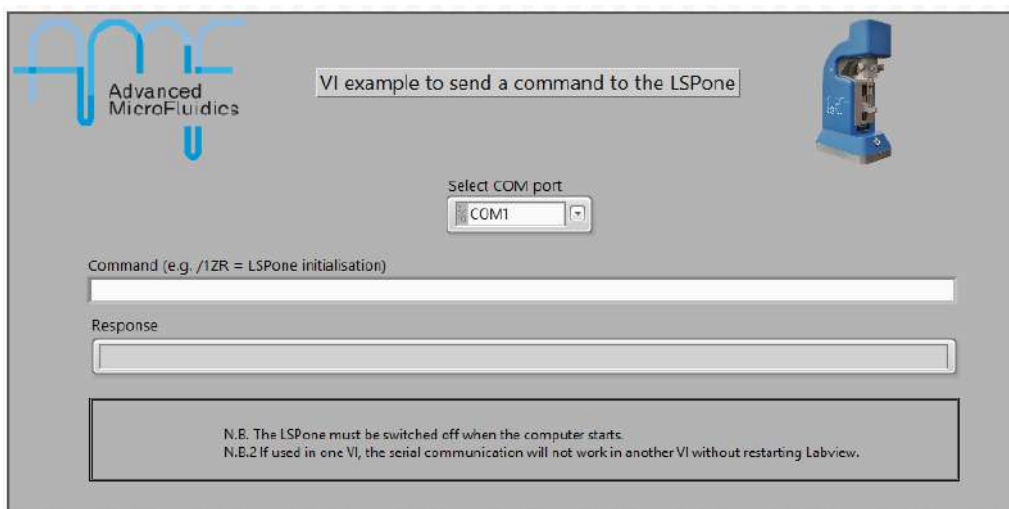 Advanced
MicroFluidics
VI example to send a command to the LSPone
Select COM port
COM1
Command (e.g. /1ZR = LSPone initialisation)
Response
N.B. The LSPone must be switched off when the computer starts.
N.B.2 If used in one VI, the serial communication will not work in another VI without restarting Labview.